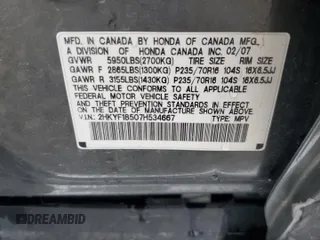 MFD. IN CANADA BY HONDA OF CANADA MFG.,
A DIVISION OF HONDA CANADA INC. 02/07
GVWR 5950LBS(2700KG) TIRE SIZE RIM SIZE
GAWR F 2865LBS(1300KG) P235/70R16 104S 16X6.5JJ
GAWR R 3155LBS(1430KG) P235/70R16 104S 16X6.5JJ
THIS VEHICLE CONFORMS TO ALL APPLICABLE
FEDERAL MOTOR VEHICLE SAFETY STANDARDS IN
EFFECT ON THE DATE OF MANUFACTURE SHOWN ABOVE.
V.I.N.: 2HKYF18507H534667 TYPE: MPV
DREAMBID